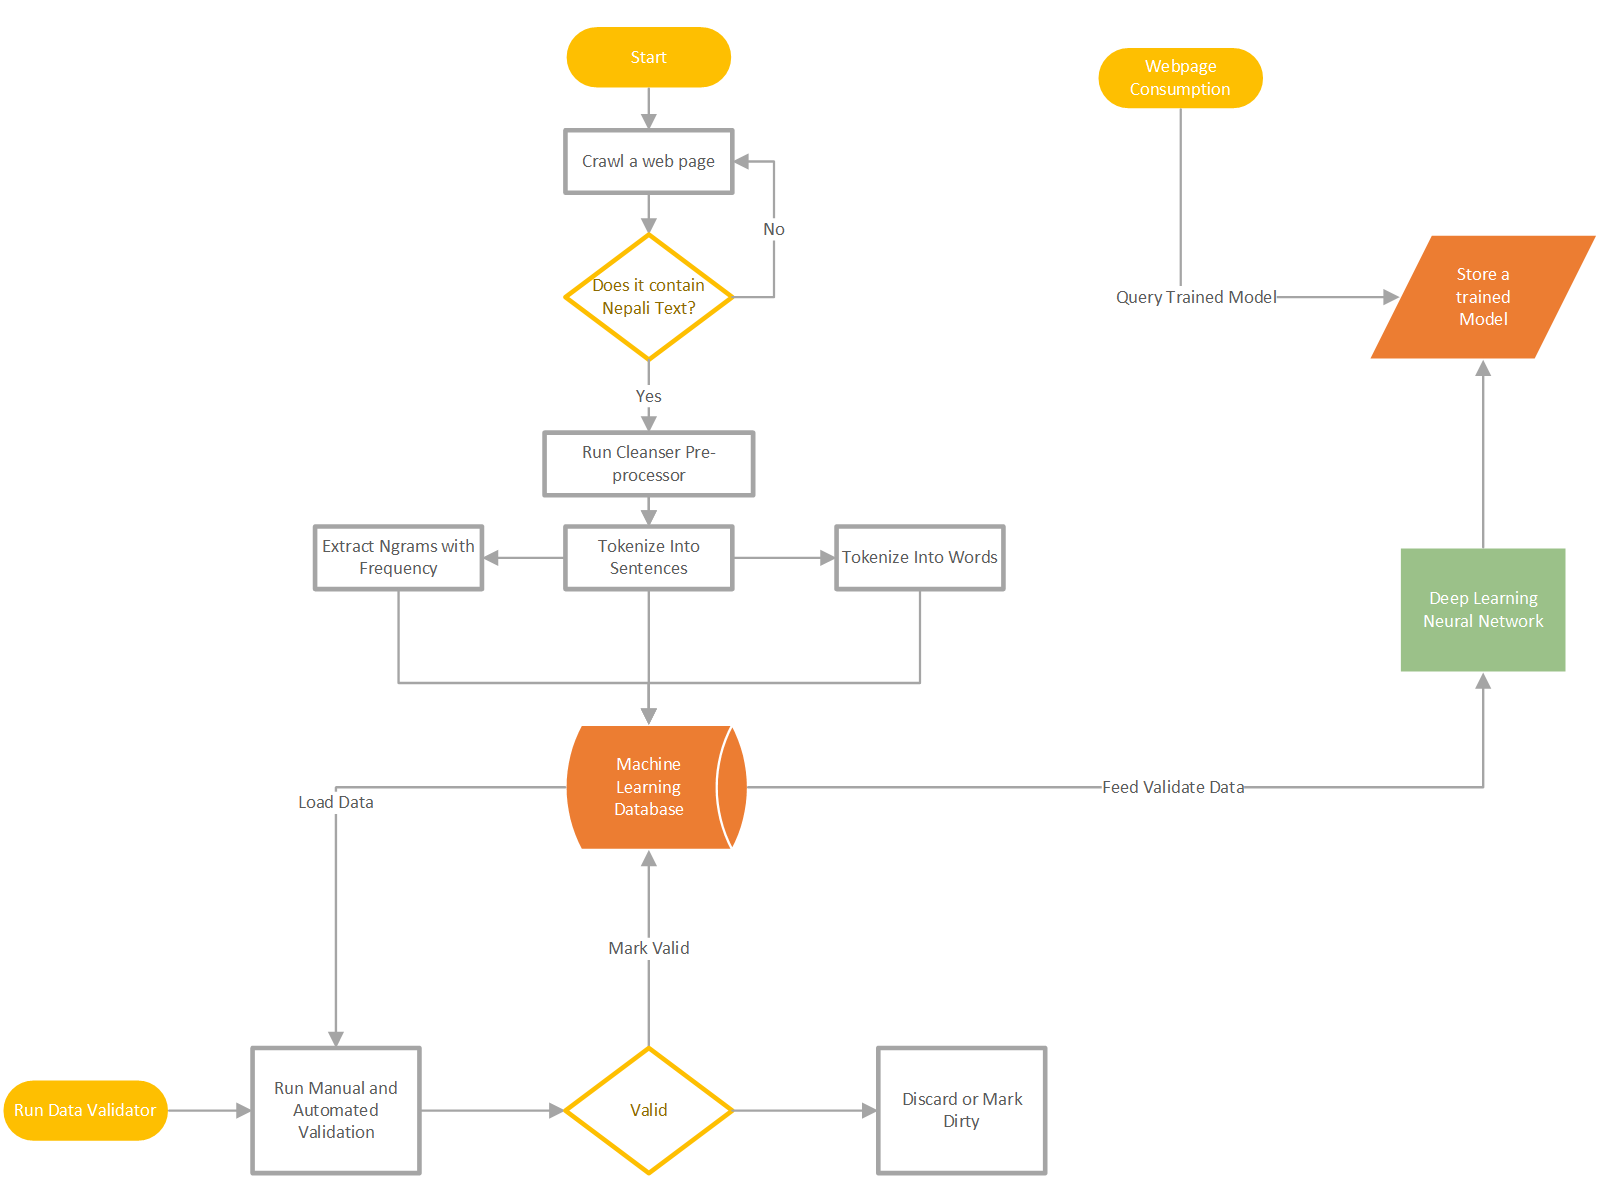 Start
Webpage
Consumption
Crawl a web page
No
Does it contain
Nepali Text?
Query Trained Model
Store a
trained
Model
Yes
Run Cleanser Pre-
processor
Extract Ngrams with
Frequency
Tokenize Into
Sentences
Tokenize Into Words
Deep Learning
Neural Network
Machine
Learning
Database
Load Data
Feed Validate Data
Mark Valid
Run Data Validator
Run Manual and
Automated
Validation
Valid
Discard or Mark
Dirty